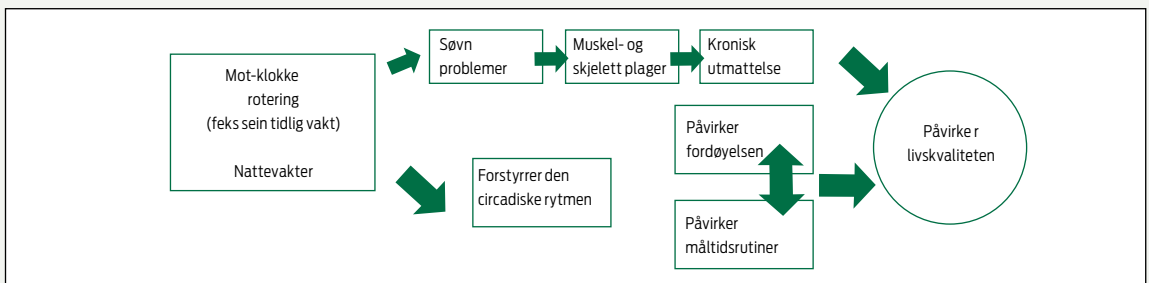 Mot-klokke
rotering
(feks sein tidlig vakt)
Nattevakter
Søvn
problemer
Muskel- og
skjelett plager
Kronisk
utmattelse
Forstyrrer den
circadiske rytmen
Påvirker
fordøyelsen
Påvirker
måltidsrutiner
Påvirke r
livskvaliteten